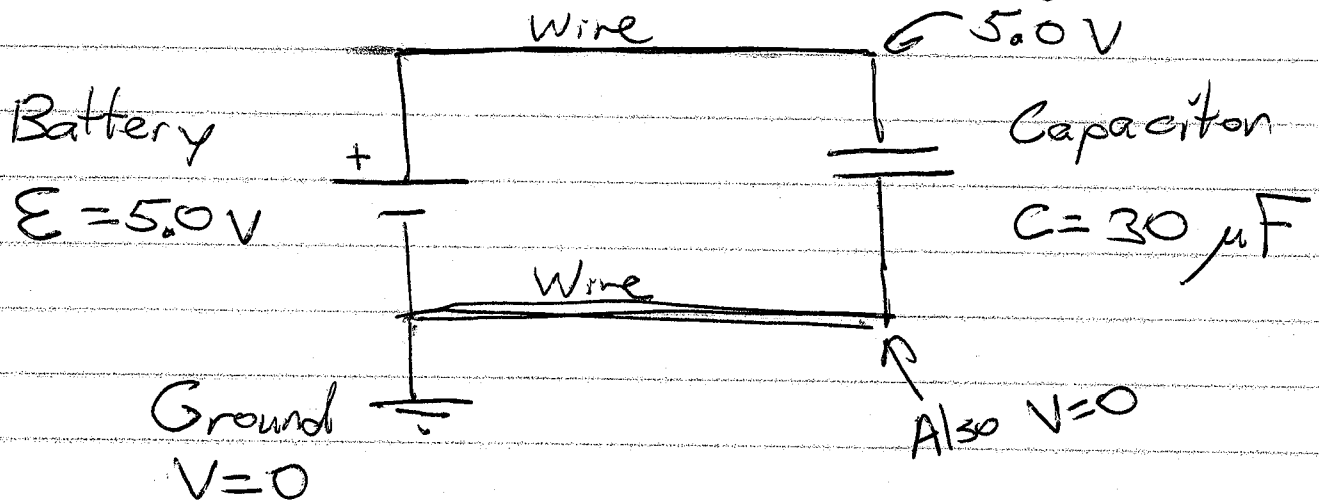 Wire
5.0 V
Battery
+
Capacitor
ℰ = 5.0 V
C = 30 μF
Wire
Ground
V=0
Also V=0